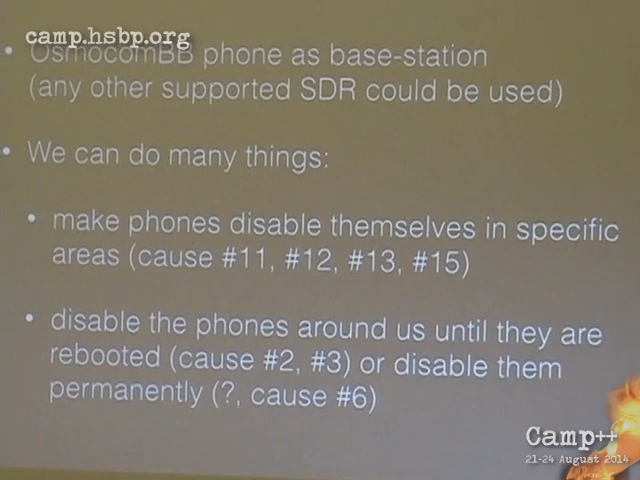 camp.hsbp.org
• OsmocomBB phone as base-station
(any other supported SDR could be used)
• We can do many things:
• make phones disable themselves in specific
areas (cause #11, #12, #13, #15)
• disable the phones around us until they are
rebooted (cause #2, #3) or disable them
permanently (?, cause #6)
Camp++
21-24 August 2014